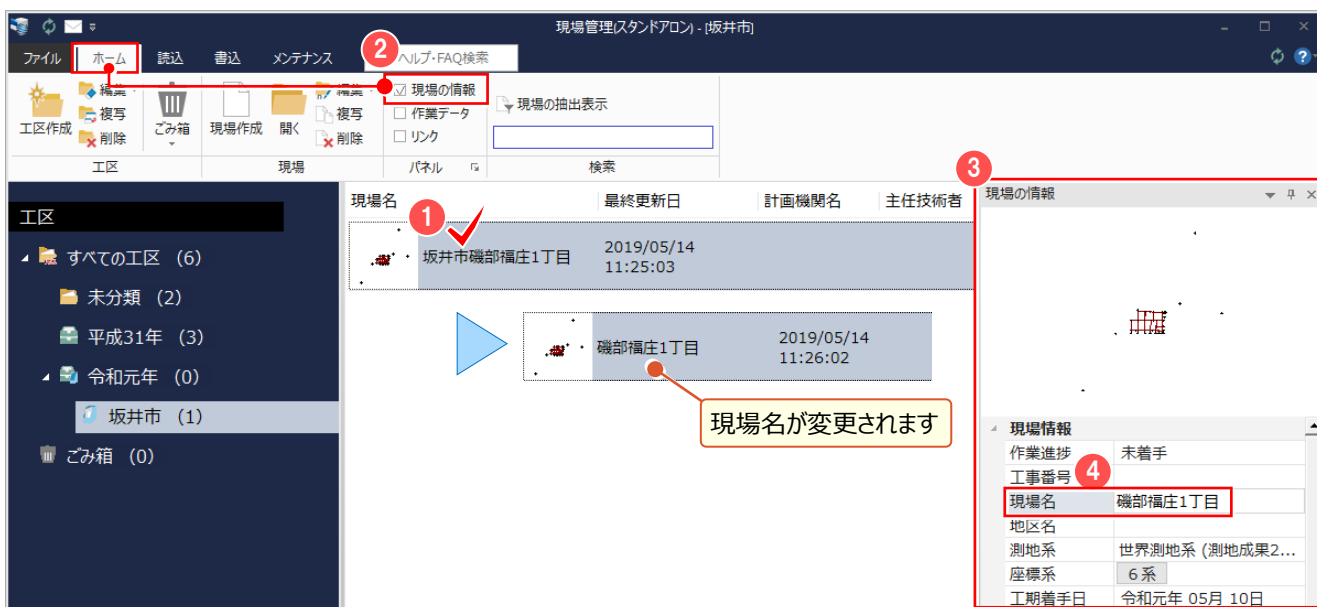 現場管理(スタンドアロン) - [坂井市]
ファイル ホーム 読込 書込 メンテナンス ヘルプ・FAQ検索
2
工区作成
編集
複写
削除
ごみ箱
現場作成
開く
編集
複写
削除
☑ 現場の情報
☐ 作業データ
☐ リンク
現場の抽出表示
工区 現場 パネル 検索
3
工区
すべての工区 (6)
未分類 (2)
平成31年 (3)
令和元年 (0)
坂井市 (1)
ごみ箱 (0)
現場名 最終更新日 計画機関名 主任技術者
1
坂井市磯部福庄1丁目 2019/05/14
11:25:03
磯部福庄1丁目 2019/05/14
11:26:02
現場名が変更されます
現場の情報
現場情報
作業進捗 未着手
工事番号
4
現場名 磯部福庄1丁目
地区名
測地系 世界測地系 (測地成果2...
座標系 6系
工期着手日 令和元年 05月 10日